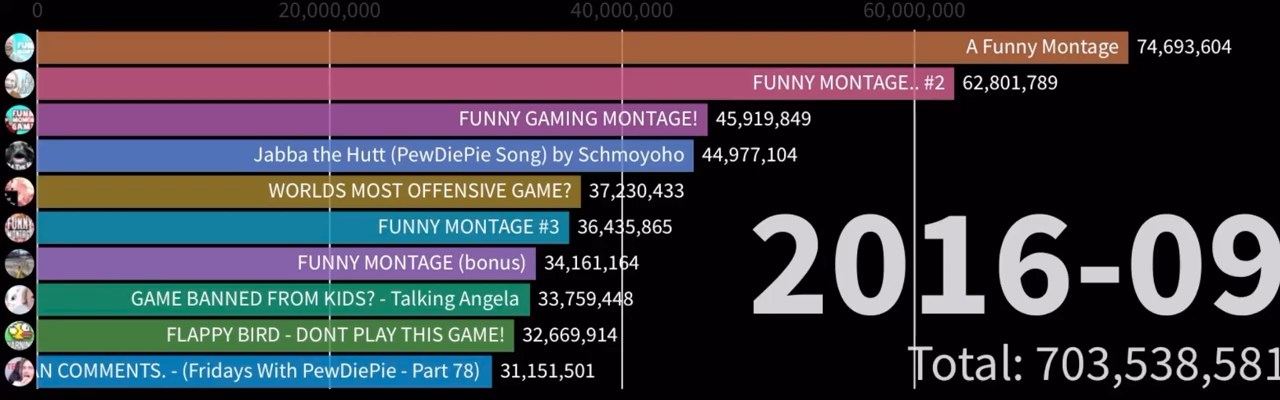 0 20,000,000 40,000,000 60,000,000
A Funny Montage 74,693,604
FUNNY MONTAGE.. #2 62,801,789
FUNNY GAMING MONTAGE! 45,919,849
Jabba the Hutt (PewDiePie Song) by Schmoyoho 44,977,104
WORLDS MOST OFFENSIVE GAME? 37,230,433
FUNNY MONTAGE #3 36,435,865
FUNNY MONTAGE (bonus) 34,161,164
GAME BANNED FROM KIDS? - Talking Angela 33,759,448
FLAPPY BIRD - DONT PLAY THIS GAME! 32,669,914
N COMMENTS. - (Fridays With PewDiePie - Part 78) 31,151,501
2016-09
Total: 703,538,581